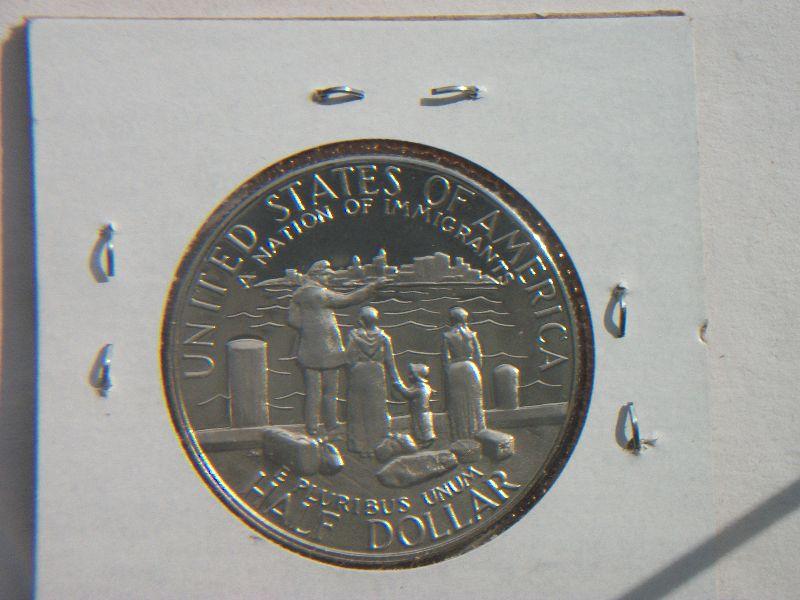 UNITED STATES OF AMERICA
A NATION OF IMMIGRANTS
E PLURIBUS UNUM
HALF DOLLAR